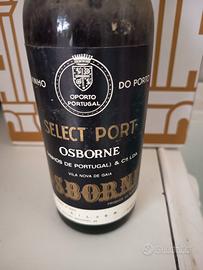 VINHO DO PORTO
OPORTO
PORTUGAL
SELECT PORT
OSBORNE
(VINHOS DE PORTUGAL) & Cª LDA
VILA NOVA DE GAIA
OSBORNE